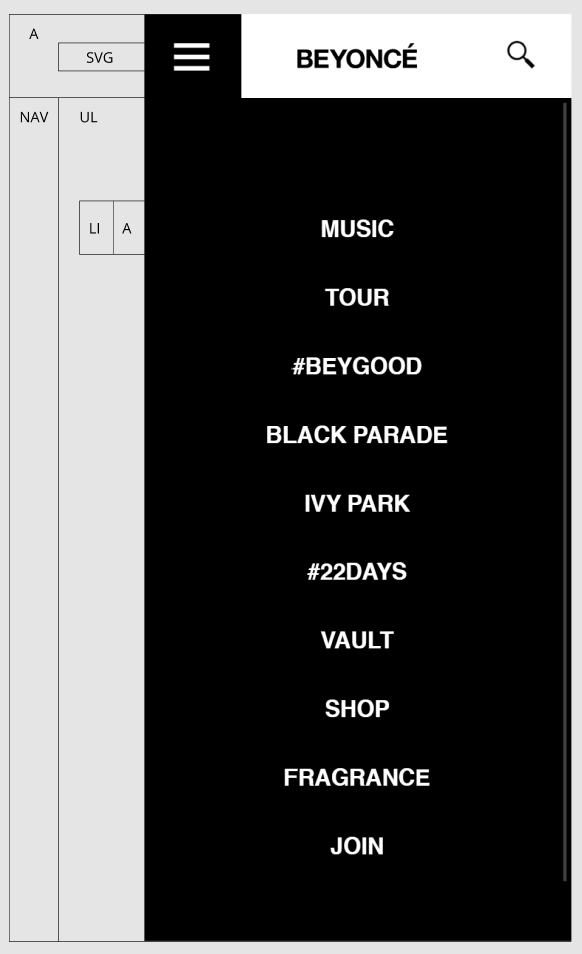 A
SVG
BEYONCÉ
NAV
UL
LI A
MUSIC
TOUR
#BEYGOOD
BLACK PARADE
IVY PARK
#22DAYS
VAULT
SHOP
FRAGRANCE
JOIN